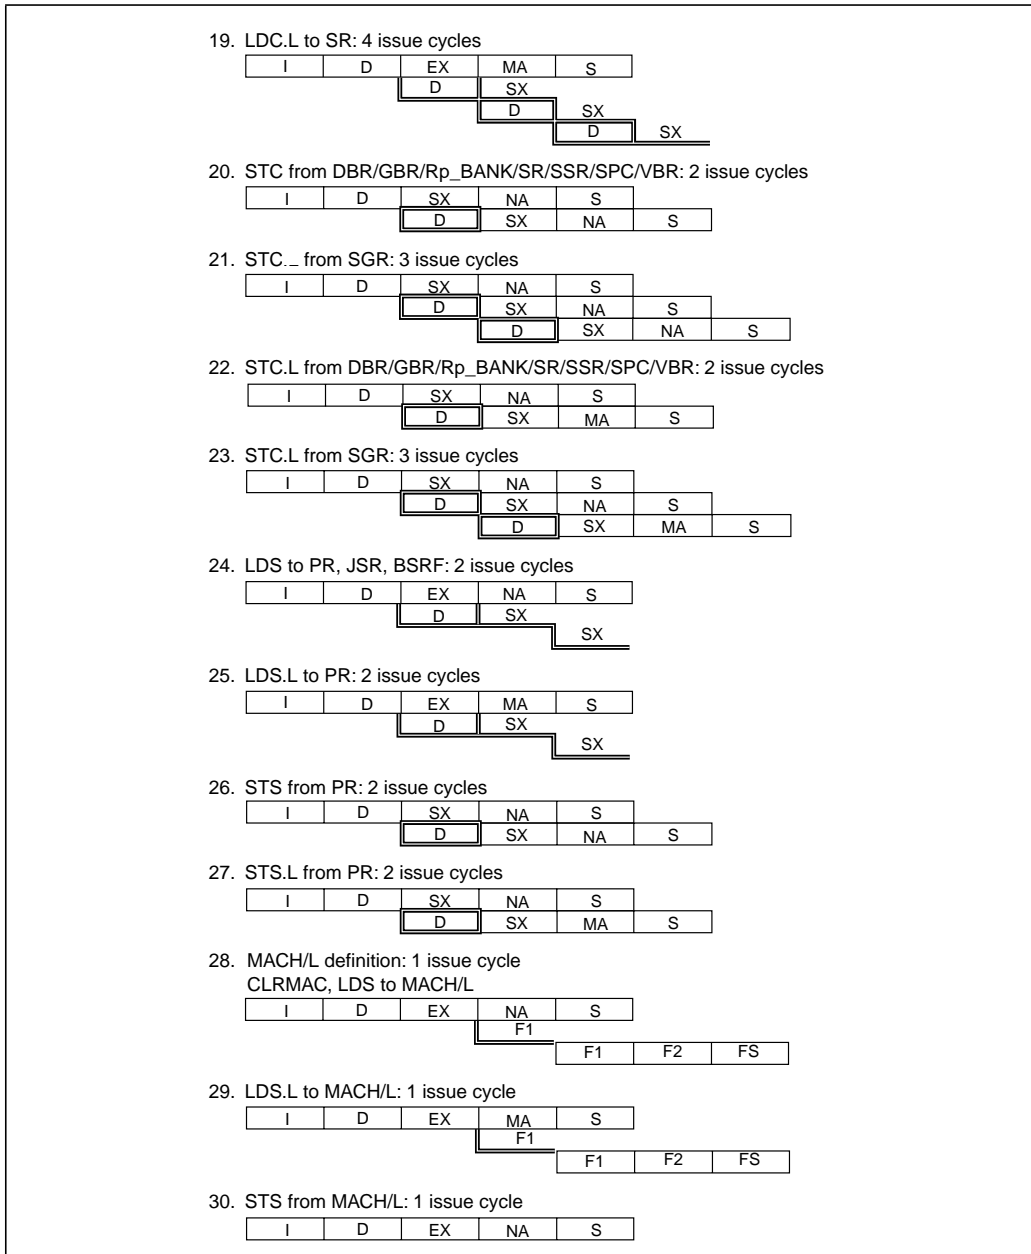 19. LDC.L to SR: 4 issue cycles
I D EX MA S
D SX
D SX
D SX
20. STC from DBR/GBR/Rp_BANK/SR/SSR/SPC/VBR: 2 issue cycles
I D SX NA S
D SX NA S
21. STC._ from SGR: 3 issue cycles
I D SX NA S
D SX NA S
D SX NA S
22. STC.L from DBR/GBR/Rp_BANK/SR/SSR/SPC/VBR: 2 issue cycles
I D SX NA S
D SX MA S
23. STC.L from SGR: 3 issue cycles
I D SX NA S
D SX NA S
D SX MA S
24. LDS to PR, JSR, BSRF: 2 issue cycles
I D EX NA S
D SX
SX
25. LDS.L to PR: 2 issue cycles
I D EX MA S
D SX
SX
26. STS from PR: 2 issue cycles
I D SX NA S
D SX NA S
27. STS.L from PR: 2 issue cycles
I D SX NA S
D SX MA S
28. MACH/L definition: 1 issue cycle
CLRMAC, LDS to MACH/L
I D EX NA S
F1
F1 F2 FS
29. LDS.L to MACH/L: 1 issue cycle
I D EX MA S
F1
F1 F2 FS
30. STS from MACH/L: 1 issue cycle
I D EX NA S